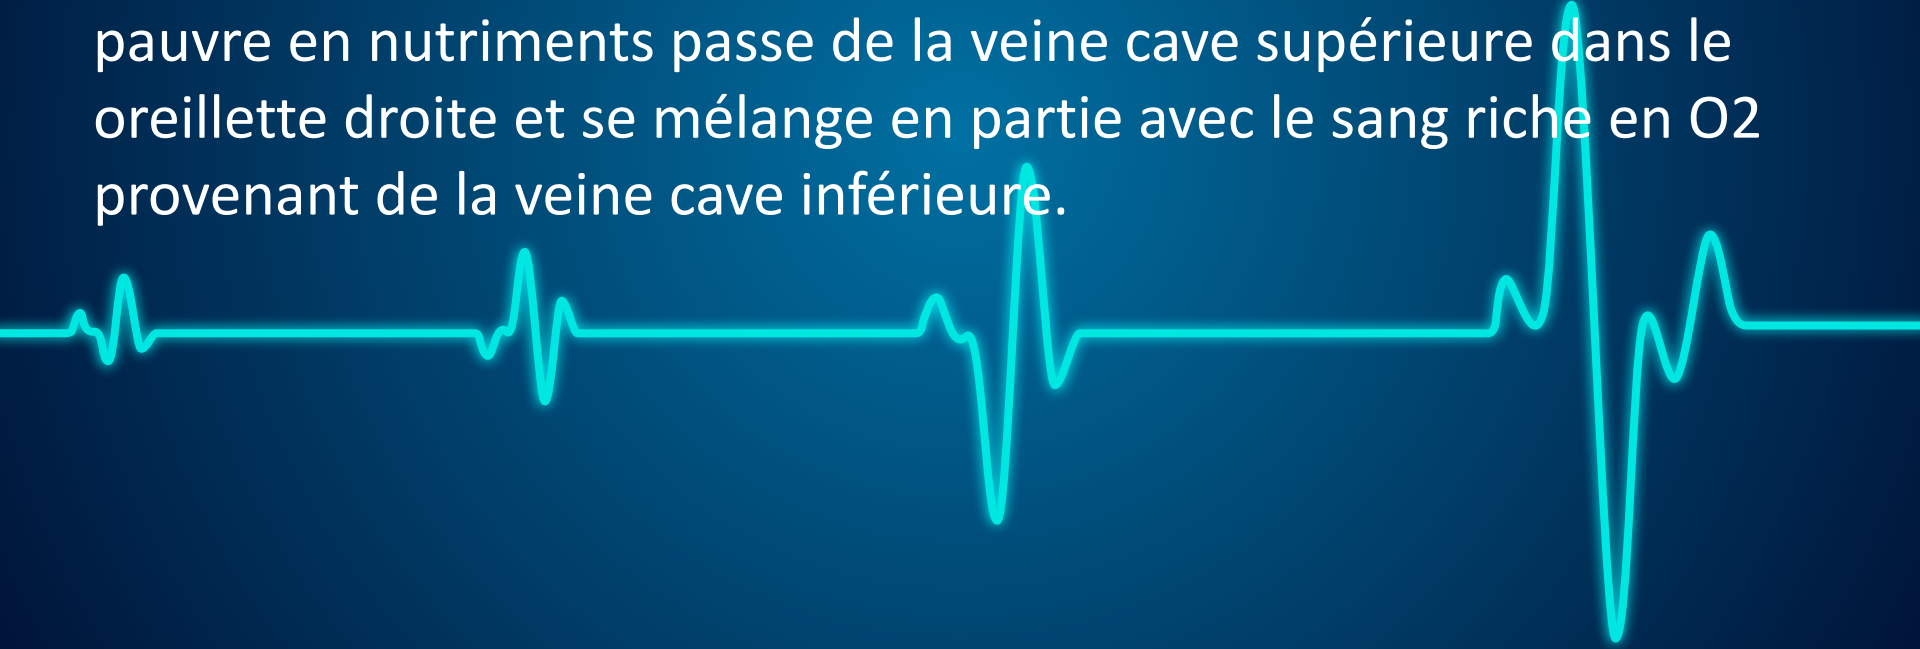 pauvre en nutriments passe de la veine cave supérieure dans le
oreillette droite et se mélange en partie avec le sang riche en O2
provenant de la veine cave inférieure.